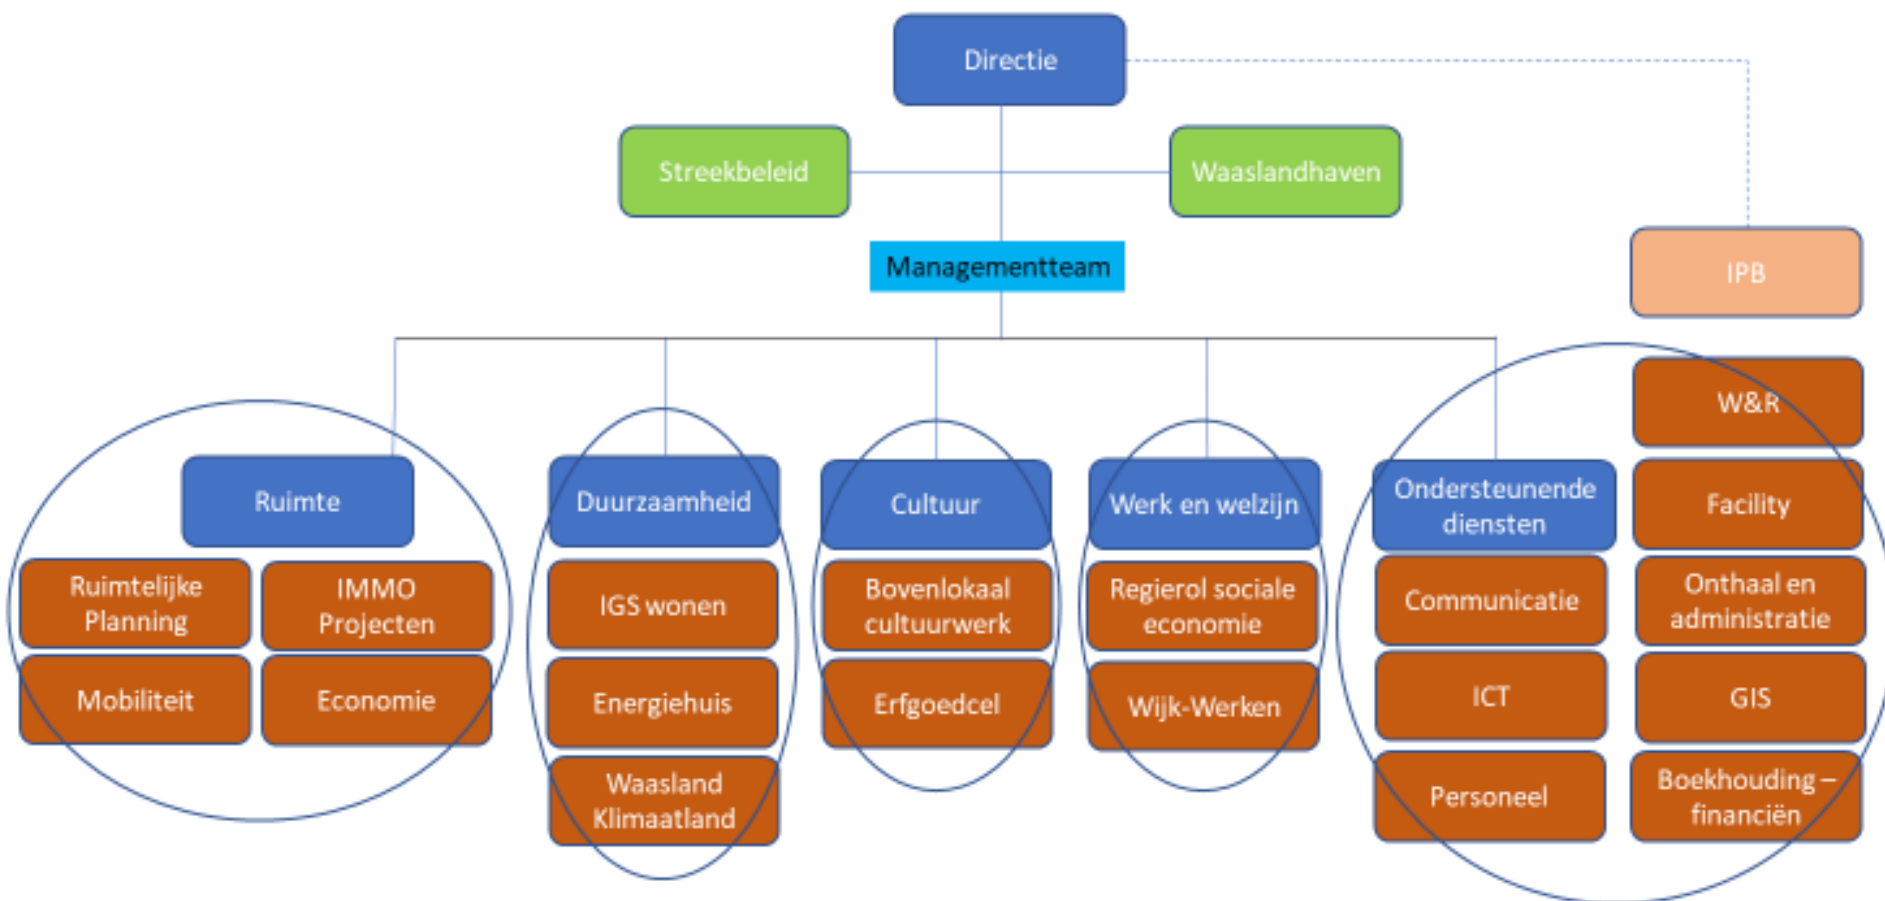 Directie
Streekbeleid
Waaslandhaven
Managementteam
IPB
Ruimte
Ruimtelijke
Planning
IMMO
Projecten
Mobiliteit
Economie
Duurzaamheid
IGS wonen
Energiehuis
Waasland
Klimaatland
Cultuur
Bovenlokaal
cultuurwerk
Erfgoedcel
Werk en welzijn
Regierol sociale
economie
Wijk-Werken
Ondersteunende
diensten
Communicatie
ICT
Personeel
W&R
Facility
Onthaal en
administratie
GIS
Boekhouding –
financiën